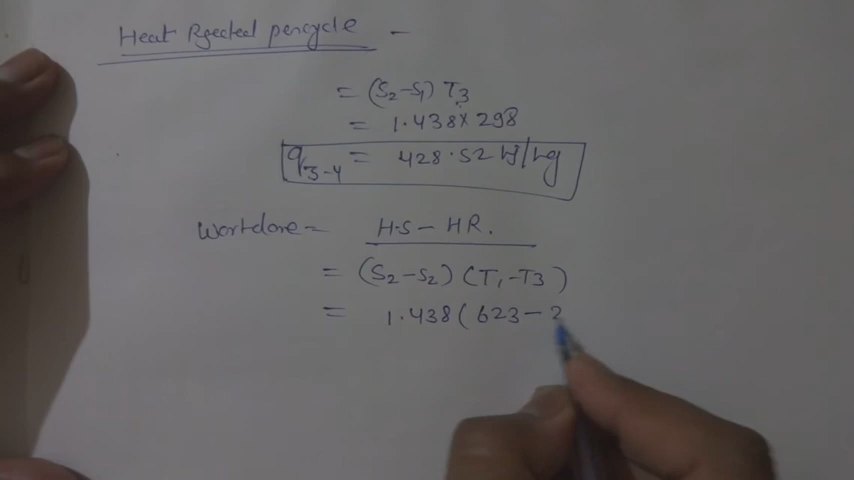 Heat Rejected percycle -
= (S₂-S₁) T₃
= 1.438 x 298
q₃₋₄ = 428.52 kJ/kg
Workdone = H.S - H.R.
= (S₂-S₂) (T₁-T₃)
= 1.438 ( 623 - 2